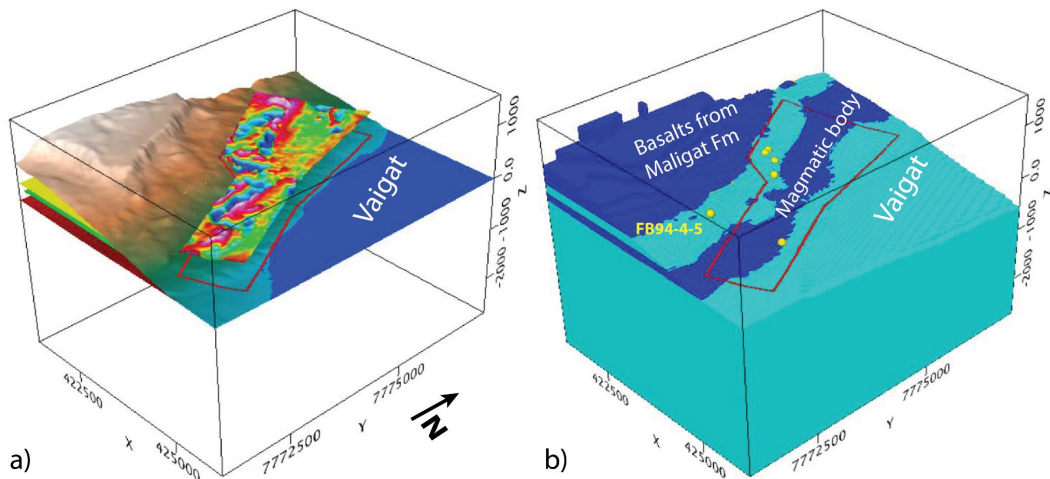 Vaigat
1000
0.0
-1000
-2000
Z
422500
425000
X
7772500
7775000
Y
N
a)
Basalts from
Maligat Fm
Magmatic body
Vaigat
FB94-4-5
1000
0.0
-1000
-2000
Z
422500
425000
X
7772500
7775000
Y
b)